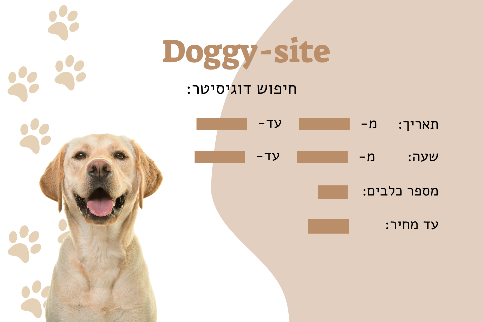 Doggy-site
חיפוש דוגיסיטר:
תאריך: מ- עד-
שעה: מ- עד-
מספר כלבים:
עד מחיר: